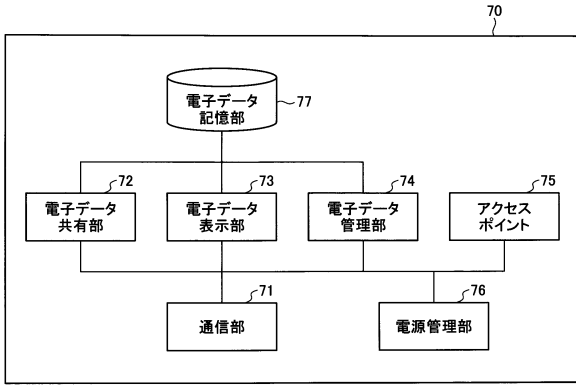 70
電子データ
記憶部
77
72
73
74
75
電子データ
共有部
電子データ
表示部
電子データ
管理部
アクセス
ポイント
71
76
通信部
電源管理部